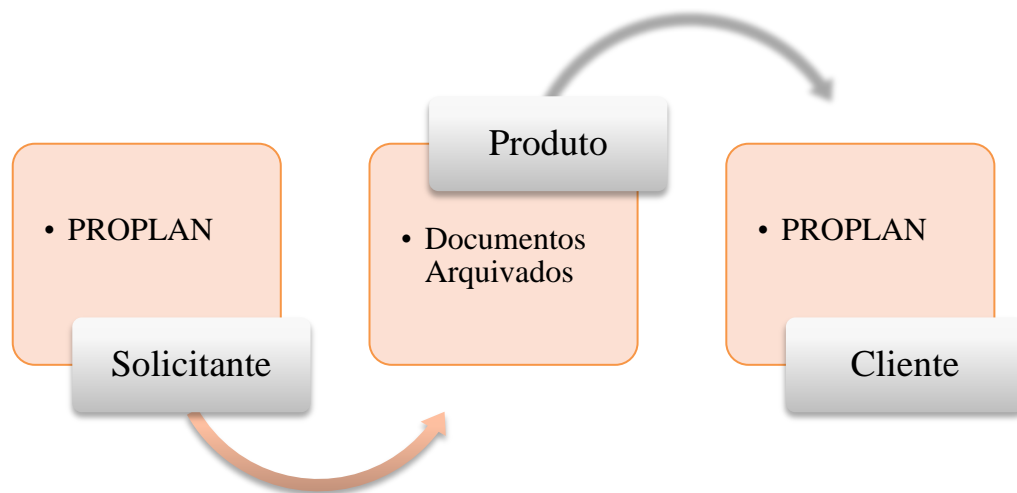 • PROPLAN
Solicitante
Produto
• Documentos
Arquivados
• PROPLAN
Cliente